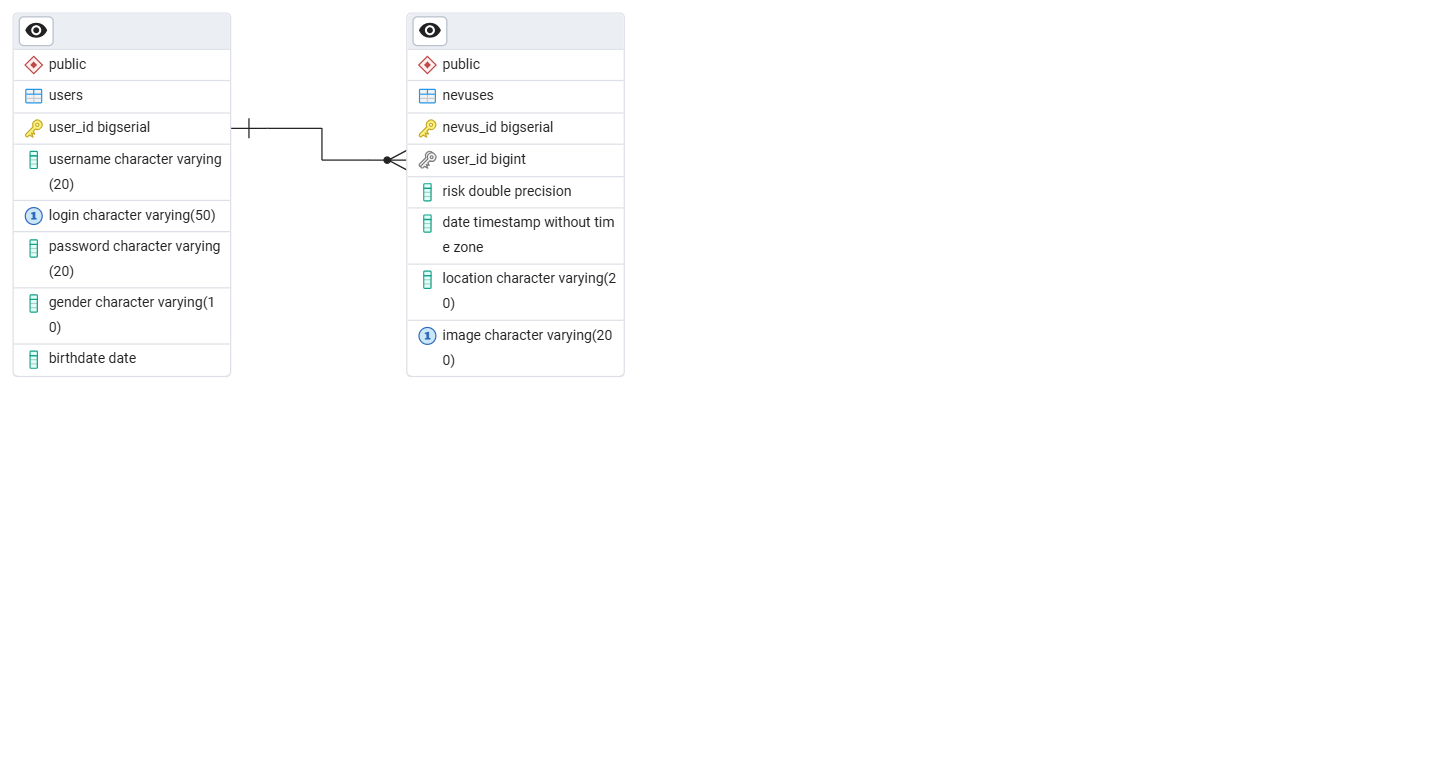 public
users
user_id bigserial
username character varying
(20)
1 login character varying(50)
password character varying
(20)
gender character varying(1
0)
birthdate date
public
nevuses
nevus_id bigserial
user_id bigint
risk double precision
date timestamp without tim
e zone
location character varying(2
0)
1 image character varying(20
0)